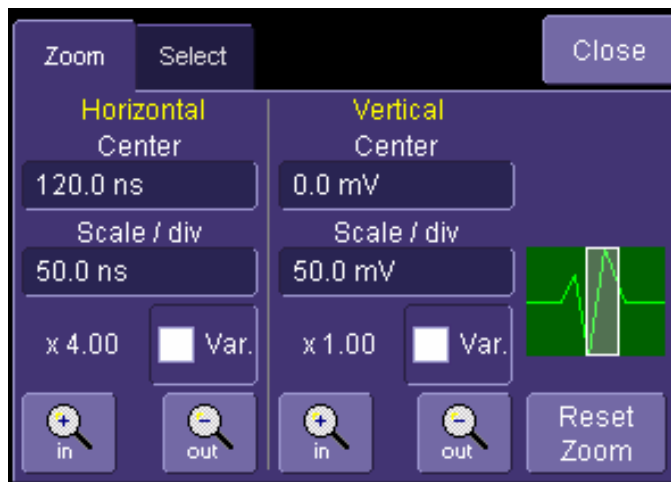 Zoom
Select
Close
Horizontal
Center
120.0 ns
Scale / div
50.0 ns
x 4.00
Var.
in
out
Vertical
Center
0.0 mV
Scale / div
50.0 mV
x 1.00
Var.
in
out
Reset
Zoom